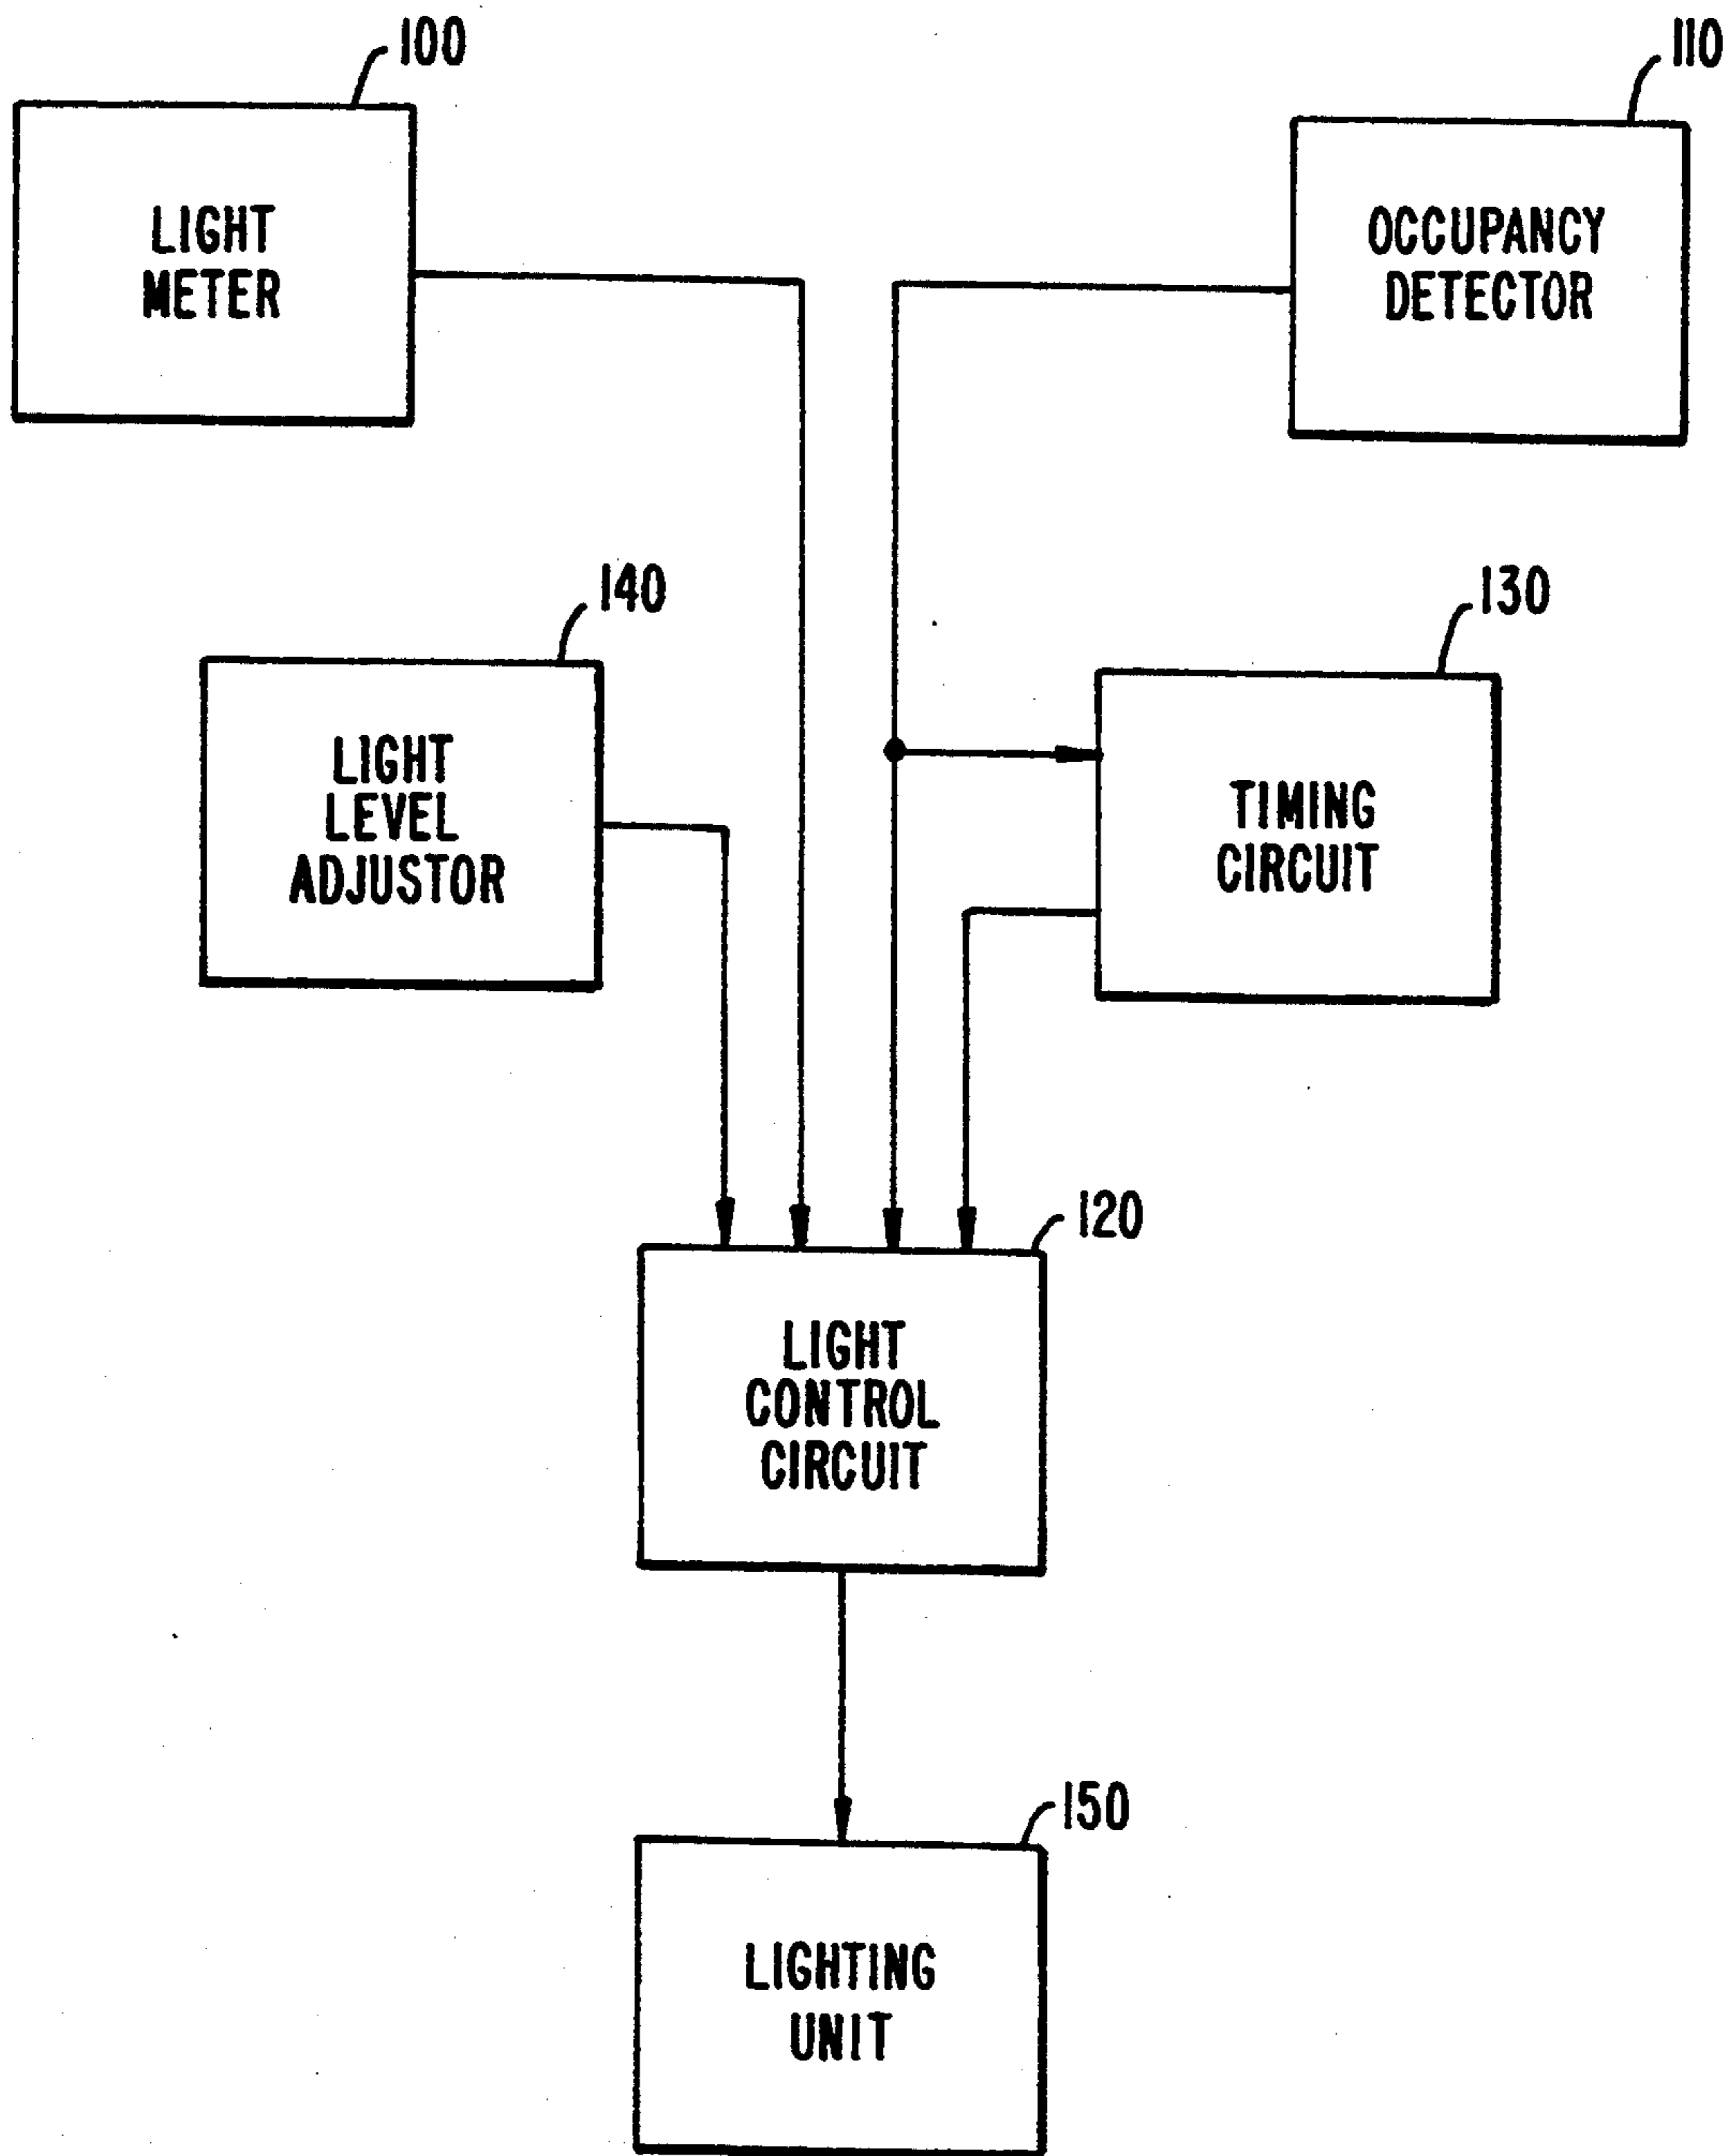 100
LIGHT
METER
110
OCCUPANCY
DETECTOR
140
LIGHT
LEVEL
ADJUSTOR
130
TIMING
CIRCUIT
120
LIGHT
CONTROL
CIRCUIT
150
LIGHTING
UNIT